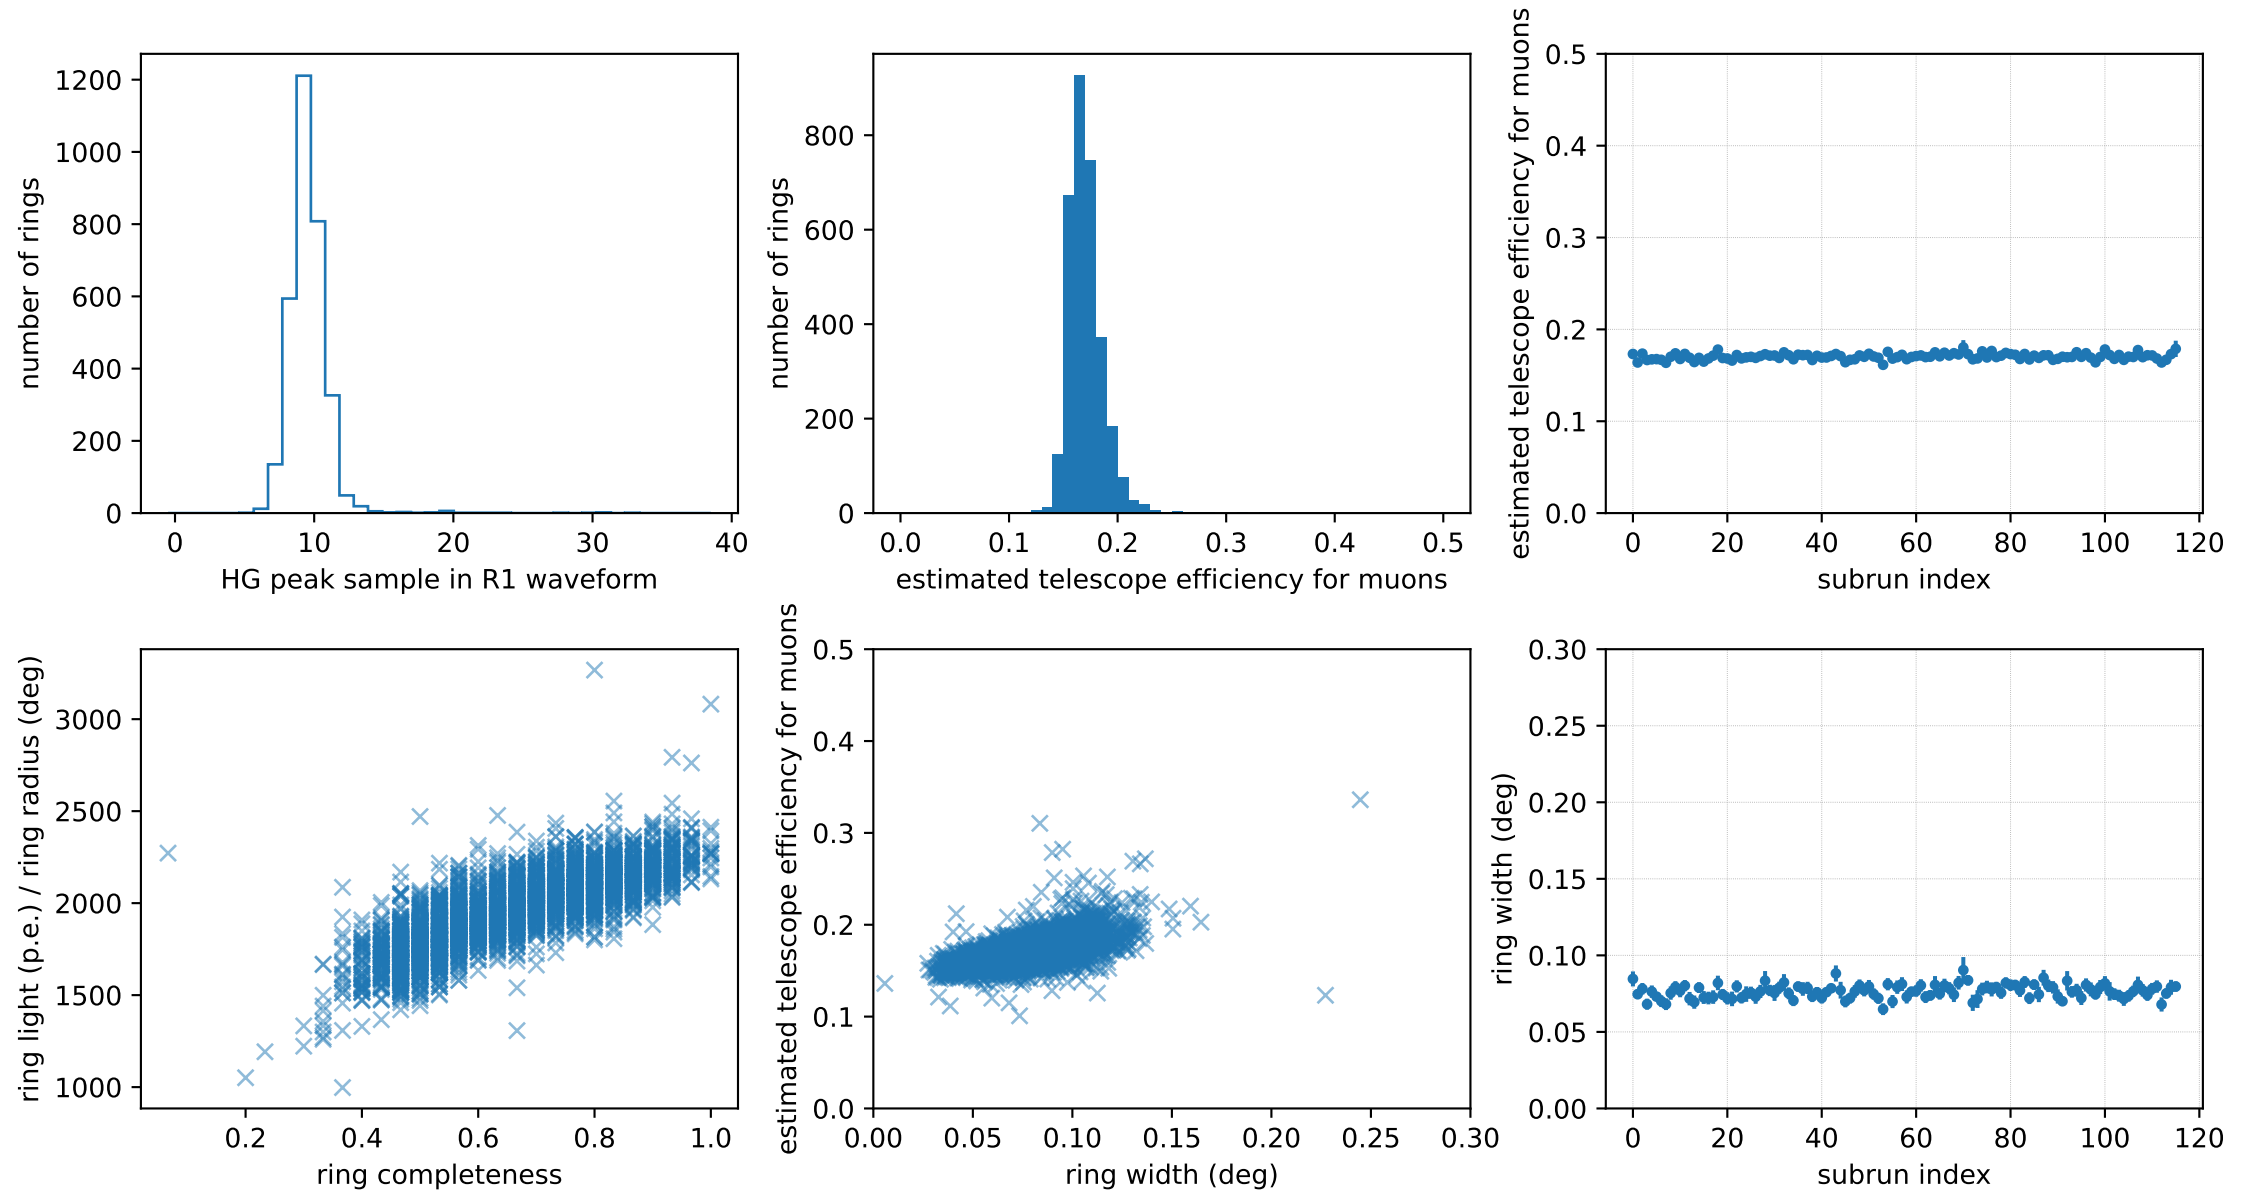 number of rings
1200
1000
800
600
400
200
0
0 10 20 30 40
HG peak sample in R1 waveform
number of rings
800
600
400
200
0
0.0 0.1 0.2 0.3 0.4 0.5
estimated telescope efficiency for muons
estimated telescope efficiency for muons
0.5
0.4
0.3
0.2
0.1
0.0
0 20 40 60 80 100 120
subrun index
ring light (p.e.) / ring radius (deg)
3000
2500
2000
1500
1000
0.2 0.4 0.6 0.8 1.0
ring completeness
estimated telescope efficiency for muons
0.5
0.4
0.3
0.2
0.1
0.0
0.00 0.05 0.10 0.15 0.20 0.25 0.30
ring width (deg)
ring width (deg)
0.30
0.25
0.20
0.15
0.10
0.05
0.00
0 20 40 60 80 100 120
subrun index